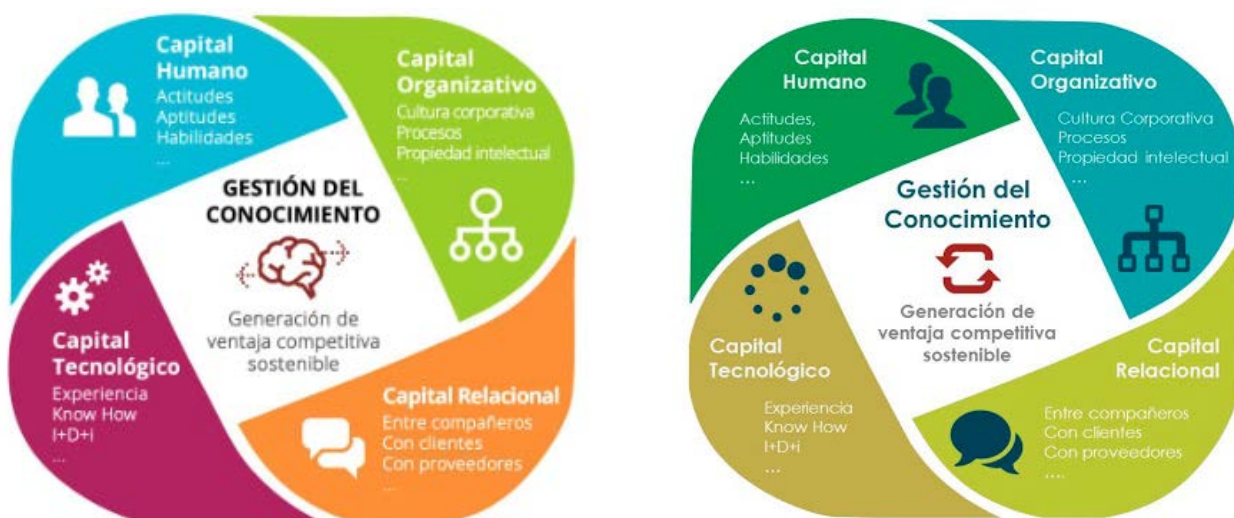 Capital
Humano
Actitudes
Aptitudes
Habilidades
...
Capital
Organizativo
Cultura corporativa
Procesos
Propiedad intelectual
...
GESTIÓN DEL
CONOCIMIENTO
Generación de
ventaja competitiva
sostenible
Capital
Tecnológico
Experiencia
Know How
I+D+i
...
Capital Relacional
Entre compañeros
Con clientes
Con proveedores
...
Capital
Humano
Actitudes,
Aptitudes
Habilidades
...
Capital
Organizativo
Cultura Corporativa
Procesos
Propiedad intelectual
...
Gestión del
Conocimiento
Generación de
ventaja competitiva
sostenible
Capital
Tecnológico
Experiencia
Know How
I+D+i
...
Capital
Relacional
Entre compañeros
Con clientes
Con proveedores
....